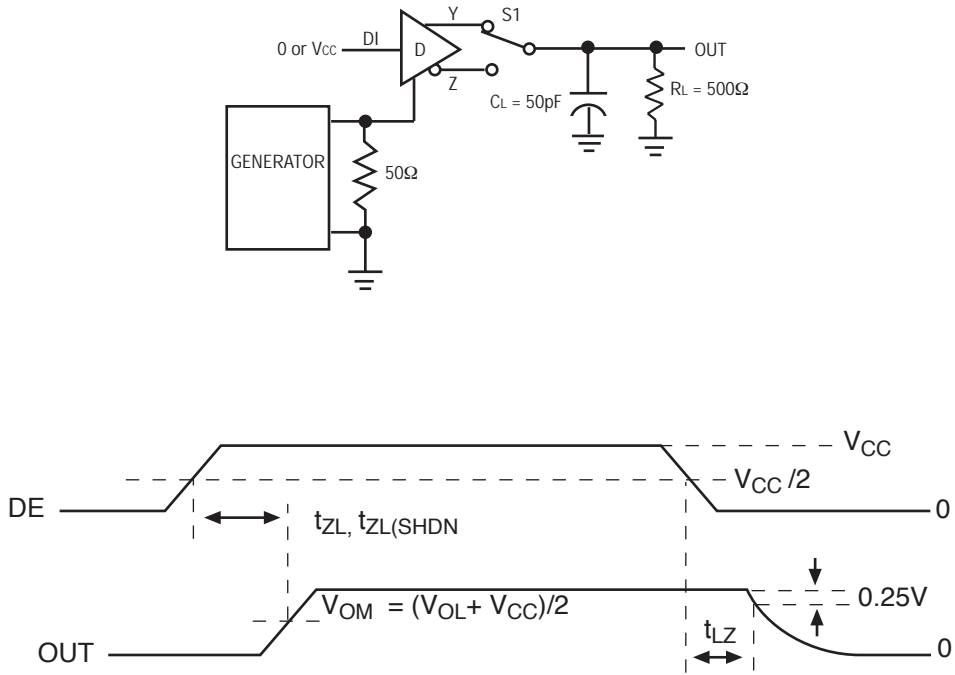 Y
S1
0 or Vcc
DI
D
OUT
Z
CL = 50pF
RL = 500Ω
GENERATOR
50Ω
VCC
VCC /2
DE
0
tZL, tZL(SHDN
VOM = (VOL+ VCC)/2
0.25V
tLZ
OUT
0